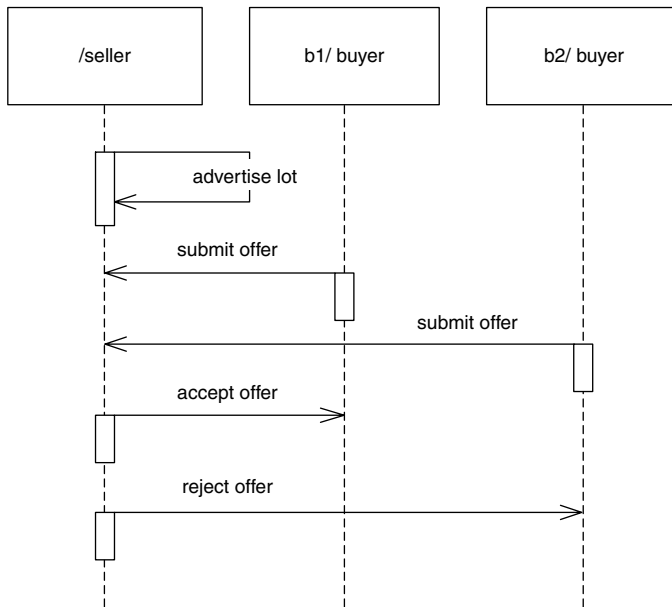 /seller
b1/ buyer
b2/ buyer
advertise lot
submit offer
submit offer
accept offer
reject offer